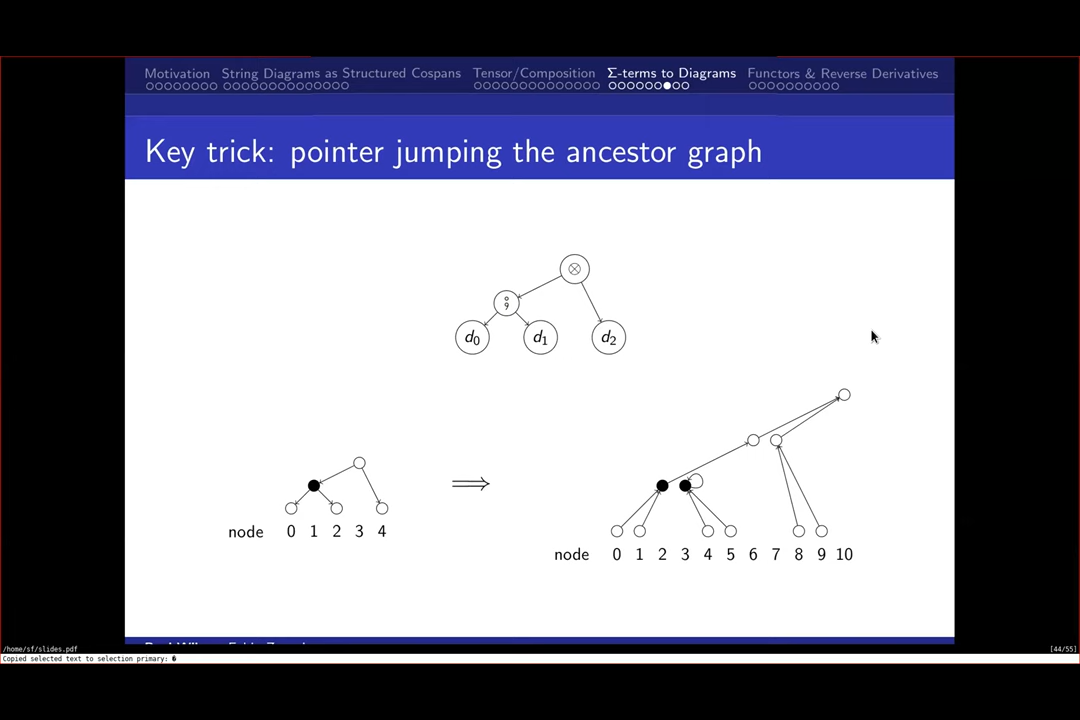 Motivation String Diagrams as Structured Cospans Tensor/Composition Σ-terms to Diagrams Functors & Reverse Derivatives
Key trick: pointer jumping the ancestor graph
⊗
⨟
d₀ d₁ d₂
⟹
node 0 1 2 3 4
node 0 1 2 3 4 5 6 7 8 9 10
/home/sf/slides.pdf [44/55]
Copied selected text to selection primary: �